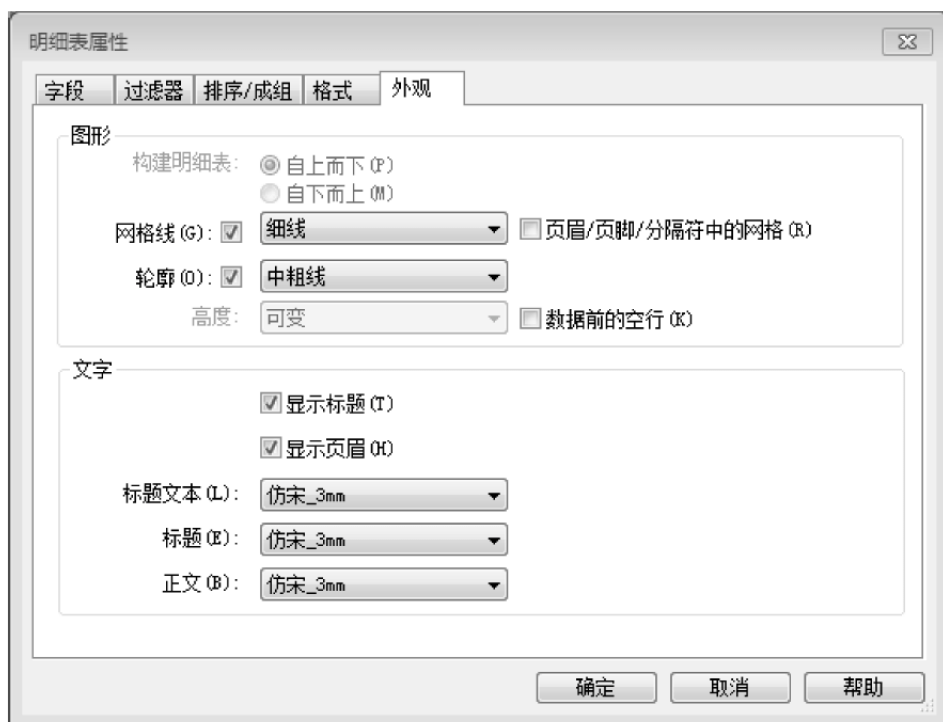 明细表属性
字段 过滤器 排序/成组 格式 外观
图形
构建明细表: 自上而下(P)
自下而上(M)
网格线(G): 细线 页眉/页脚/分隔符中的网格(R)
轮廓(O): 中粗线
高度: 可变 数据前的空行(K)
文字
显示标题(T)
显示页眉(H)
标题文本(L): 仿宋_3mm
标题(E): 仿宋_3mm
正文(B): 仿宋_3mm
确定 取消 帮助